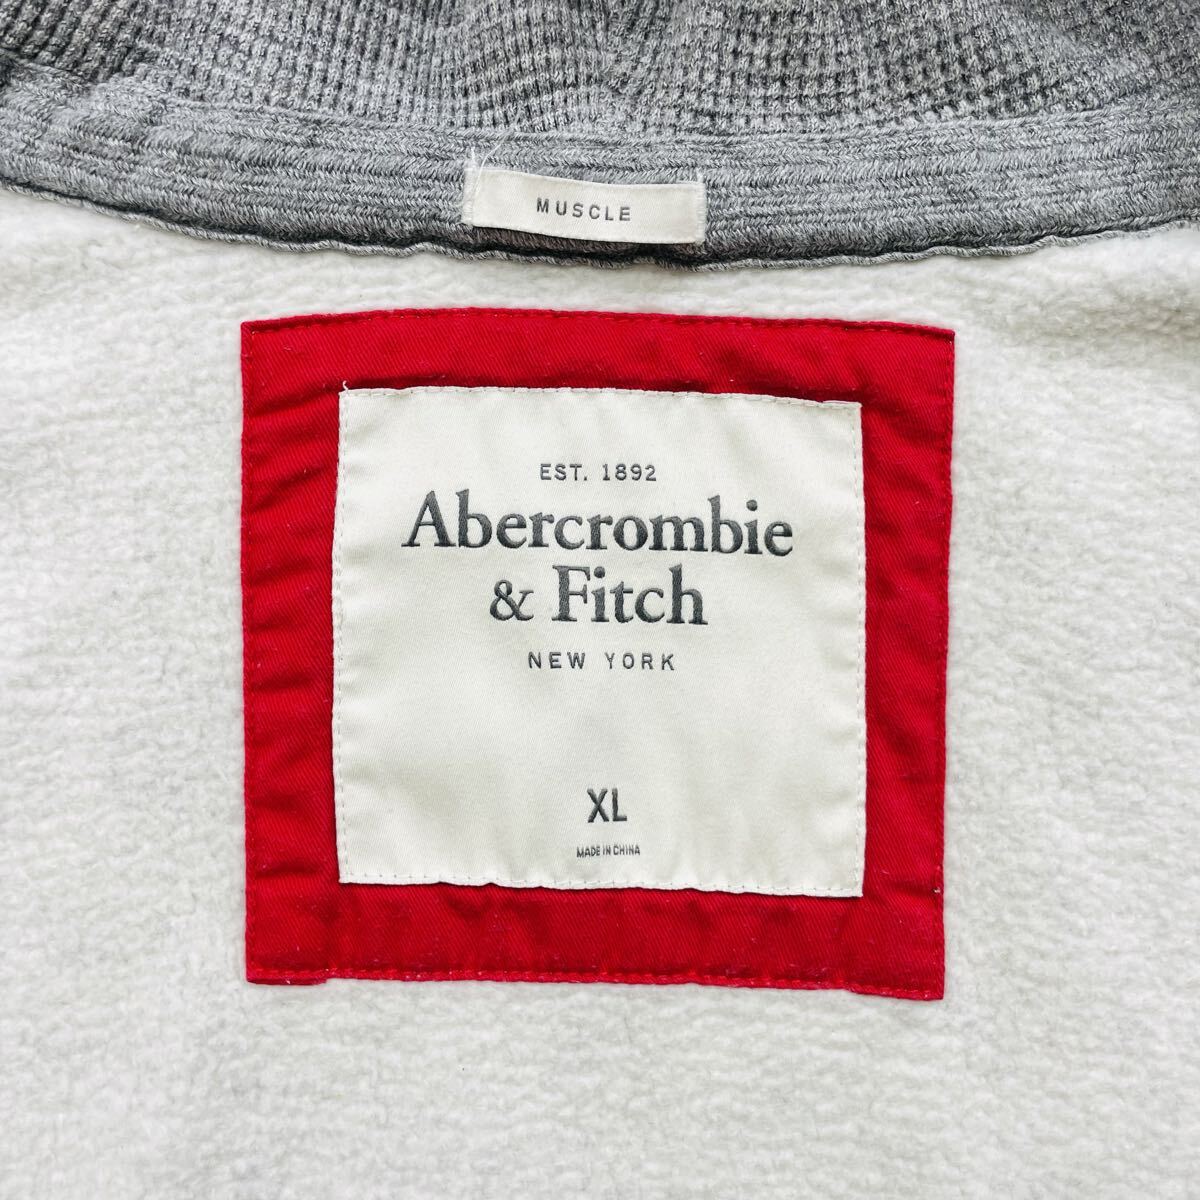 MUSCLE
EST. 1892
Abercrombie
& Fitch
NEW YORK
XL
MADE IN CHINA